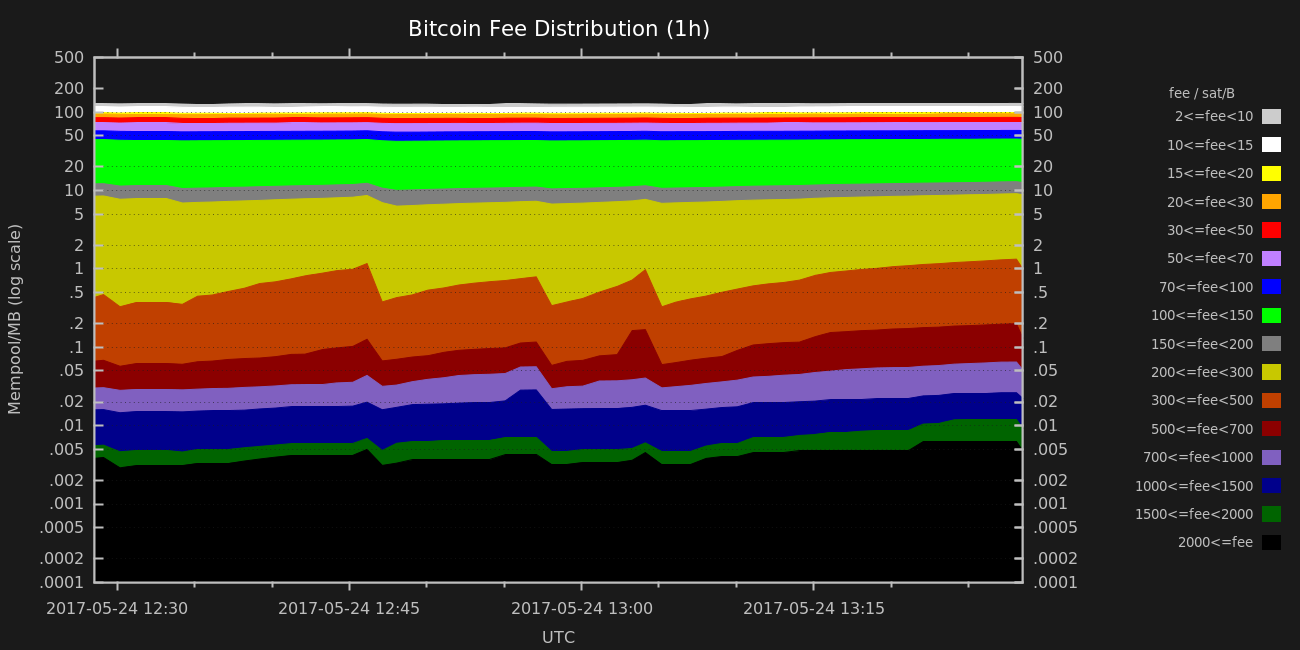 Bitcoin Fee Distribution (1h)
Mempool/MB (log scale)
500
200
100
50
20
10
5
2
1
.5
.2
.1
.05
.02
.01
.005
.002
.001
.0005
.0002
.0001
500
200
100
50
20
10
5
2
1
.5
.2
.1
.05
.02
.01
.005
.002
.001
.0005
.0002
.0001
2017-05-24 12:30
2017-05-24 12:45
2017-05-24 13:00
2017-05-24 13:15
UTC
fee / sat/B
2<=fee<10
10<=fee<15
15<=fee<20
20<=fee<30
30<=fee<50
50<=fee<70
70<=fee<100
100<=fee<150
150<=fee<200
200<=fee<300
300<=fee<500
500<=fee<700
700<=fee<1000
1000<=fee<1500
1500<=fee<2000
2000<=fee